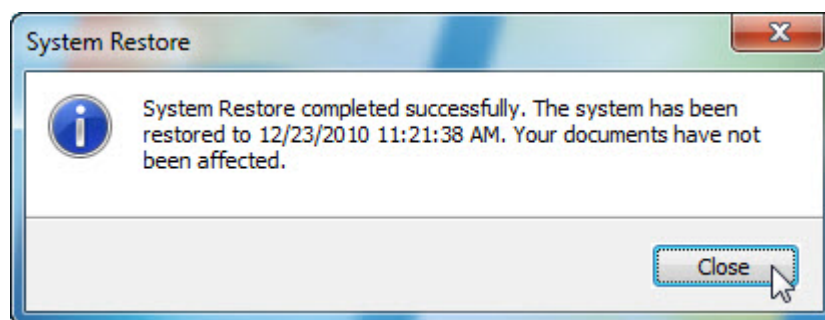 System Restore
System Restore completed successfully. The system has been
restored to 12/23/2010 11:21:38 AM. Your documents have not
been affected.
Close